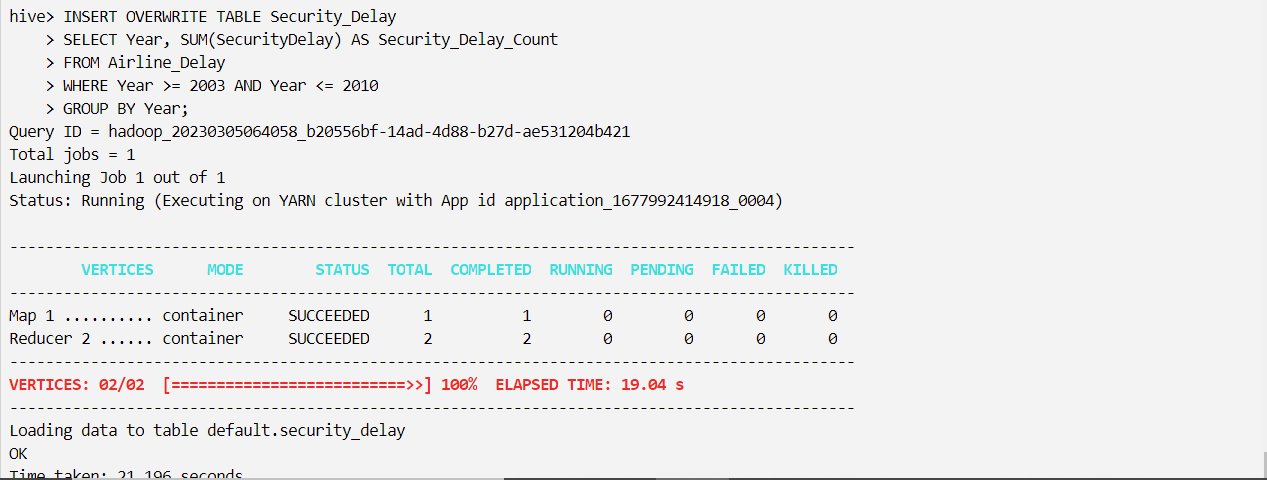 hive> INSERT OVERWRITE TABLE Security_Delay
> SELECT Year, SUM(SecurityDelay) AS Security_Delay_Count
> FROM Airline_Delay
> WHERE Year >= 2003 AND Year <= 2010
> GROUP BY Year;
Query ID = hadoop_20230305064058_b20556bf-14ad-4d88-b27d-ae531204b421
Total jobs = 1
Launching Job 1 out of 1
Status: Running (Executing on YARN cluster with App id application_1677992414918_0004)
----------------------------------------------------------------------------------------------
VERTICES MODE STATUS TOTAL COMPLETED RUNNING PENDING FAILED KILLED
----------------------------------------------------------------------------------------------
Map 1 .......... container SUCCEEDED 1 1 0 0 0 0
Reducer 2 ...... container SUCCEEDED 2 2 0 0 0 0
----------------------------------------------------------------------------------------------
VERTICES: 02/02 [==========================>>] 100% ELAPSED TIME: 19.04 s
----------------------------------------------------------------------------------------------
Loading data to table default.security_delay
OK
Time taken: 21.196 seconds